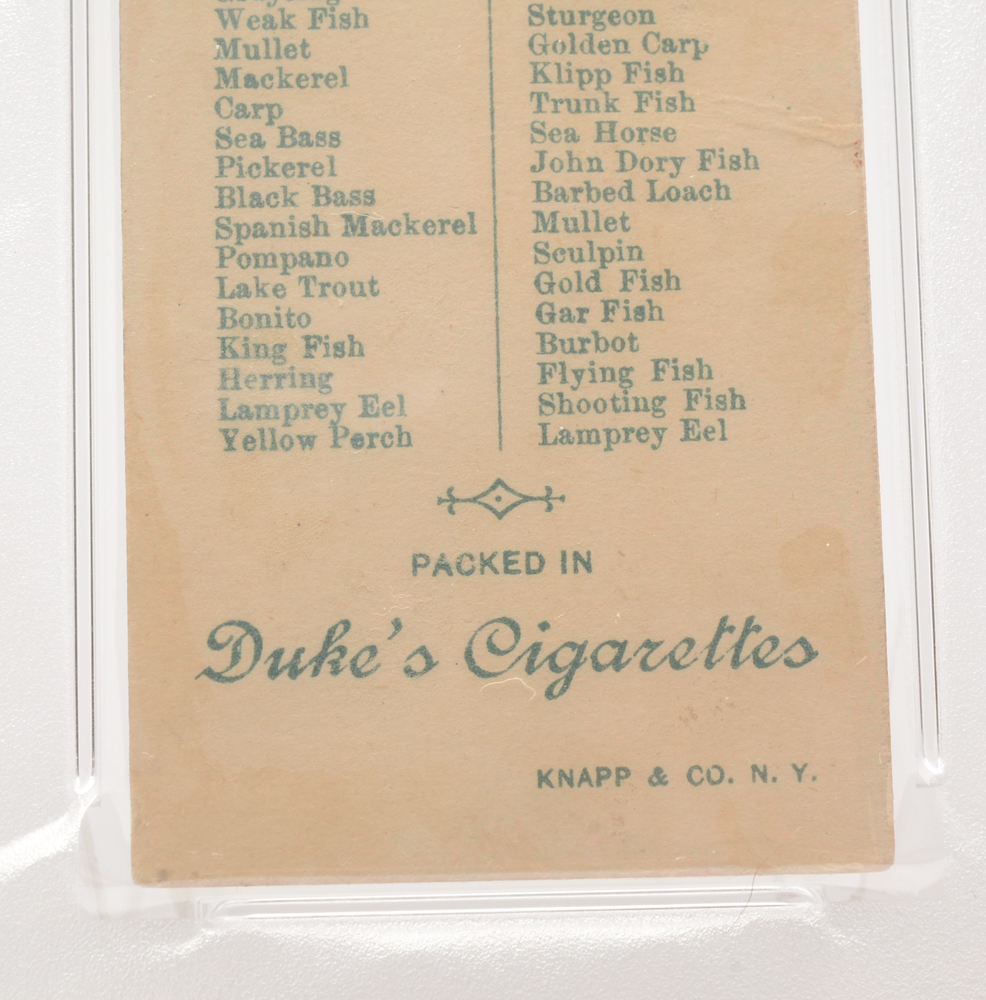 Weak Fish
Mullet
Mackerel
Carp
Sea Bass
Pickerel
Black Bass
Spanish Mackerel
Pompano
Lake Trout
Bonito
King Fish
Herring
Lamprey Eel
Yellow Perch
Sturgeon
Golden Carp
Klipp Fish
Trunk Fish
Sea Horse
John Dory Fish
Barbed Loach
Mullet
Sculpin
Gold Fish
Gar Fish
Burbot
Flying Fish
Shooting Fish
Lamprey Eel
PACKED IN
Duke's Cigarettes
KNAPP & CO. N. Y.